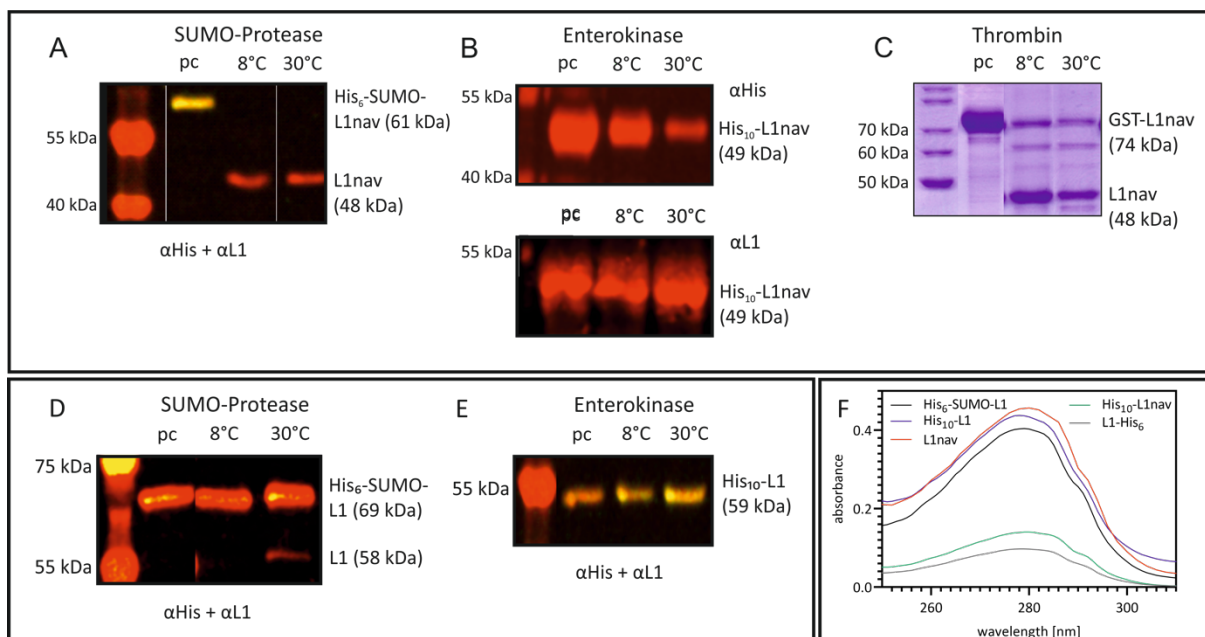 A
SUMO-Protease
pc 8°C 30°C
55 kDa
40 kDa
His₆-SUMO-
L1nav (61 kDa)
L1nav
(48 kDa)
αHis + αL1
B
Enterokinase
pc 8°C 30°C
55 kDa
40 kDa
αHis
His₁₀-L1nav
(49 kDa)
pc 8°C 30°C
55 kDa
αL1
His₁₀-L1nav
(49 kDa)
C
Thrombin
pc 8°C 30°C
70 kDa
60 kDa
50 kDa
GST-L1nav
(74 kDa)
L1nav
(48 kDa)
D
SUMO-Protease
pc 8°C 30°C
75 kDa
55 kDa
His₆-SUMO-
L1 (69 kDa)
L1 (58 kDa)
αHis + αL1
E
Enterokinase
pc 8°C 30°C
55 kDa
His₁₀-L1
(59 kDa)
αHis + αL1
F
His₆-SUMO-L1
His₁₀-L1
L1nav
His₁₀-L1nav
L1-His₆
absorbance
0.4
0.2
0.0
260 280 300
wavelength [nm]